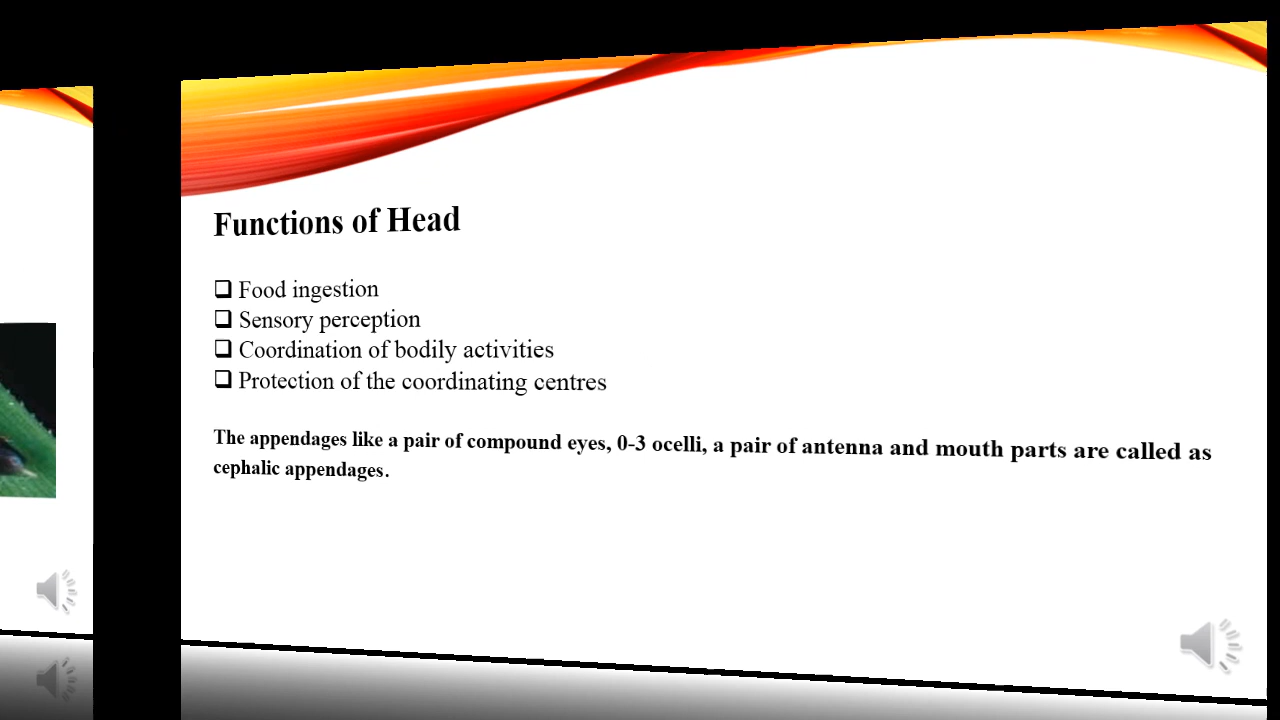 Functions of Head
Food ingestion
Sensory perception
Coordination of bodily activities
Protection of the coordinating centres
The appendages like a pair of compound eyes, 0-3 ocelli, a pair of antenna and mouth parts are called as
cephalic appendages.